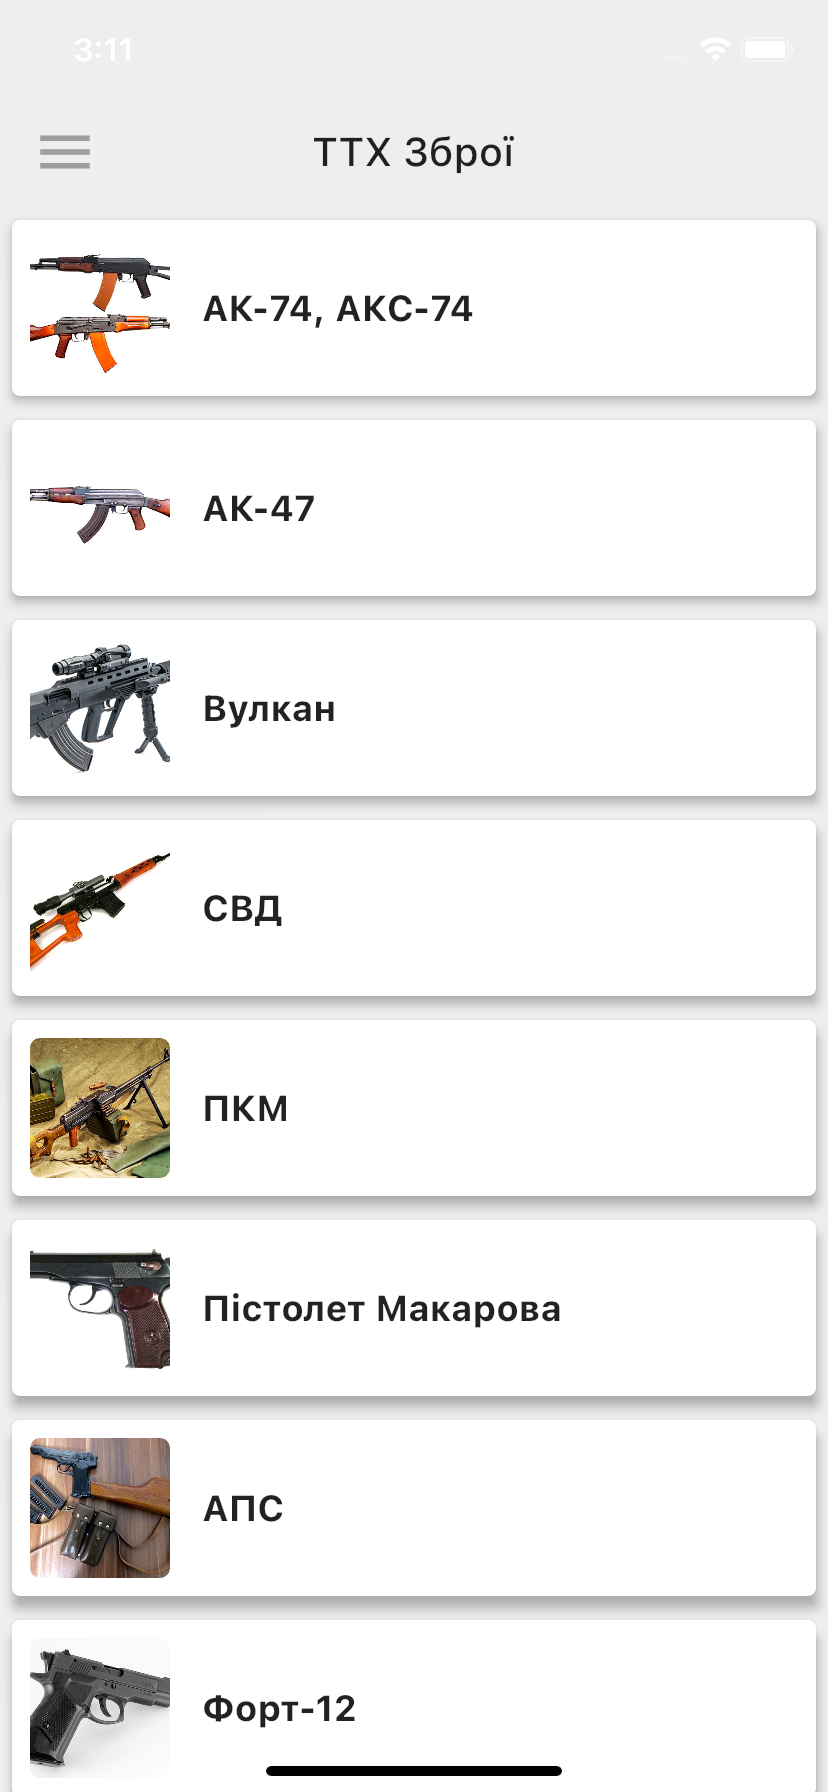 3:11
ТТХ Зброї
АК-74, АКС-74
АК-47
Вулкан
СВД
ПКМ
Пістолет Макарова
АПС
Форт-12